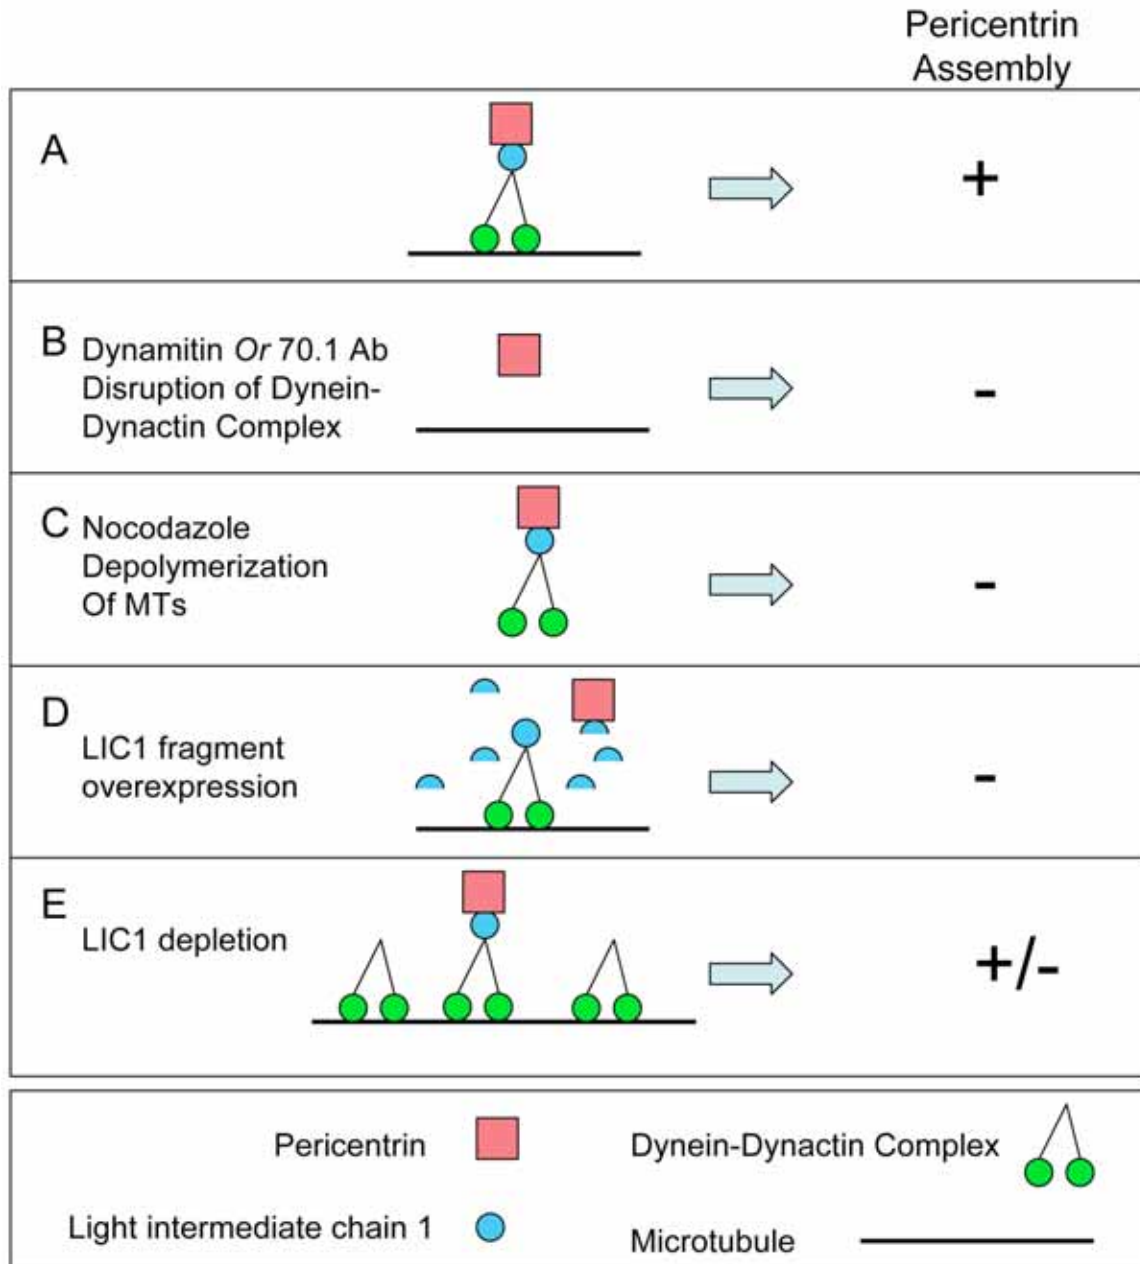 Pericentrin
Assembly
A
+
B
Dynamitin Or 70.1 Ab
Disruption of Dynein-
Dynactin Complex
-
C
Nocodazole
Depolymerization
Of MTs
-
D
LIC1 fragment
overexpression
-
E
LIC1 depletion
+/-
Pericentrin
Dynein-Dynactin Complex
Light intermediate chain 1
Microtubule